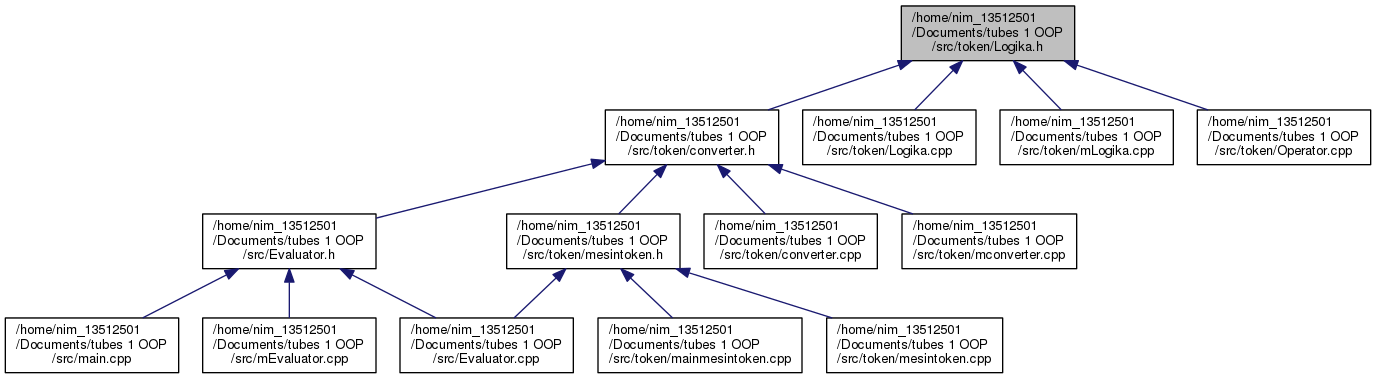 /home/nim_13512501
/Documents/tubes 1 OOP
/src/token/Logika.h
/home/nim_13512501
/Documents/tubes 1 OOP
/src/token/converter.h
/home/nim_13512501
/Documents/tubes 1 OOP
/src/token/Logika.cpp
/home/nim_13512501
/Documents/tubes 1 OOP
/src/token/mLogika.cpp
/home/nim_13512501
/Documents/tubes 1 OOP
/src/token/Operator.cpp
/home/nim_13512501
/Documents/tubes 1 OOP
/src/Evaluator.h
/home/nim_13512501
/Documents/tubes 1 OOP
/src/token/mesintoken.h
/home/nim_13512501
/Documents/tubes 1 OOP
/src/token/converter.cpp
/home/nim_13512501
/Documents/tubes 1 OOP
/src/token/mconverter.cpp
/home/nim_13512501
/Documents/tubes 1 OOP
/src/main.cpp
/home/nim_13512501
/Documents/tubes 1 OOP
/src/mEvaluator.cpp
/home/nim_13512501
/Documents/tubes 1 OOP
/src/Evaluator.cpp
/home/nim_13512501
/Documents/tubes 1 OOP
/src/token/mainmesintoken.cpp
/home/nim_13512501
/Documents/tubes 1 OOP
/src/token/mesintoken.cpp